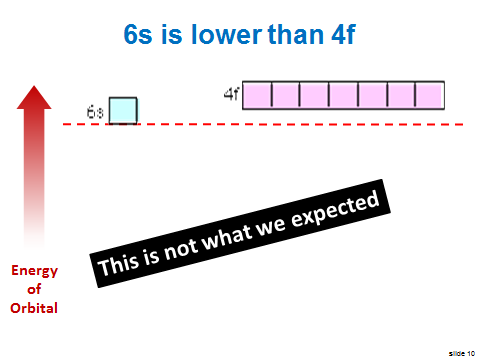 6s is lower than 4f
4f
6s
This is not what we expected
Energy
of
Orbital
slide 10